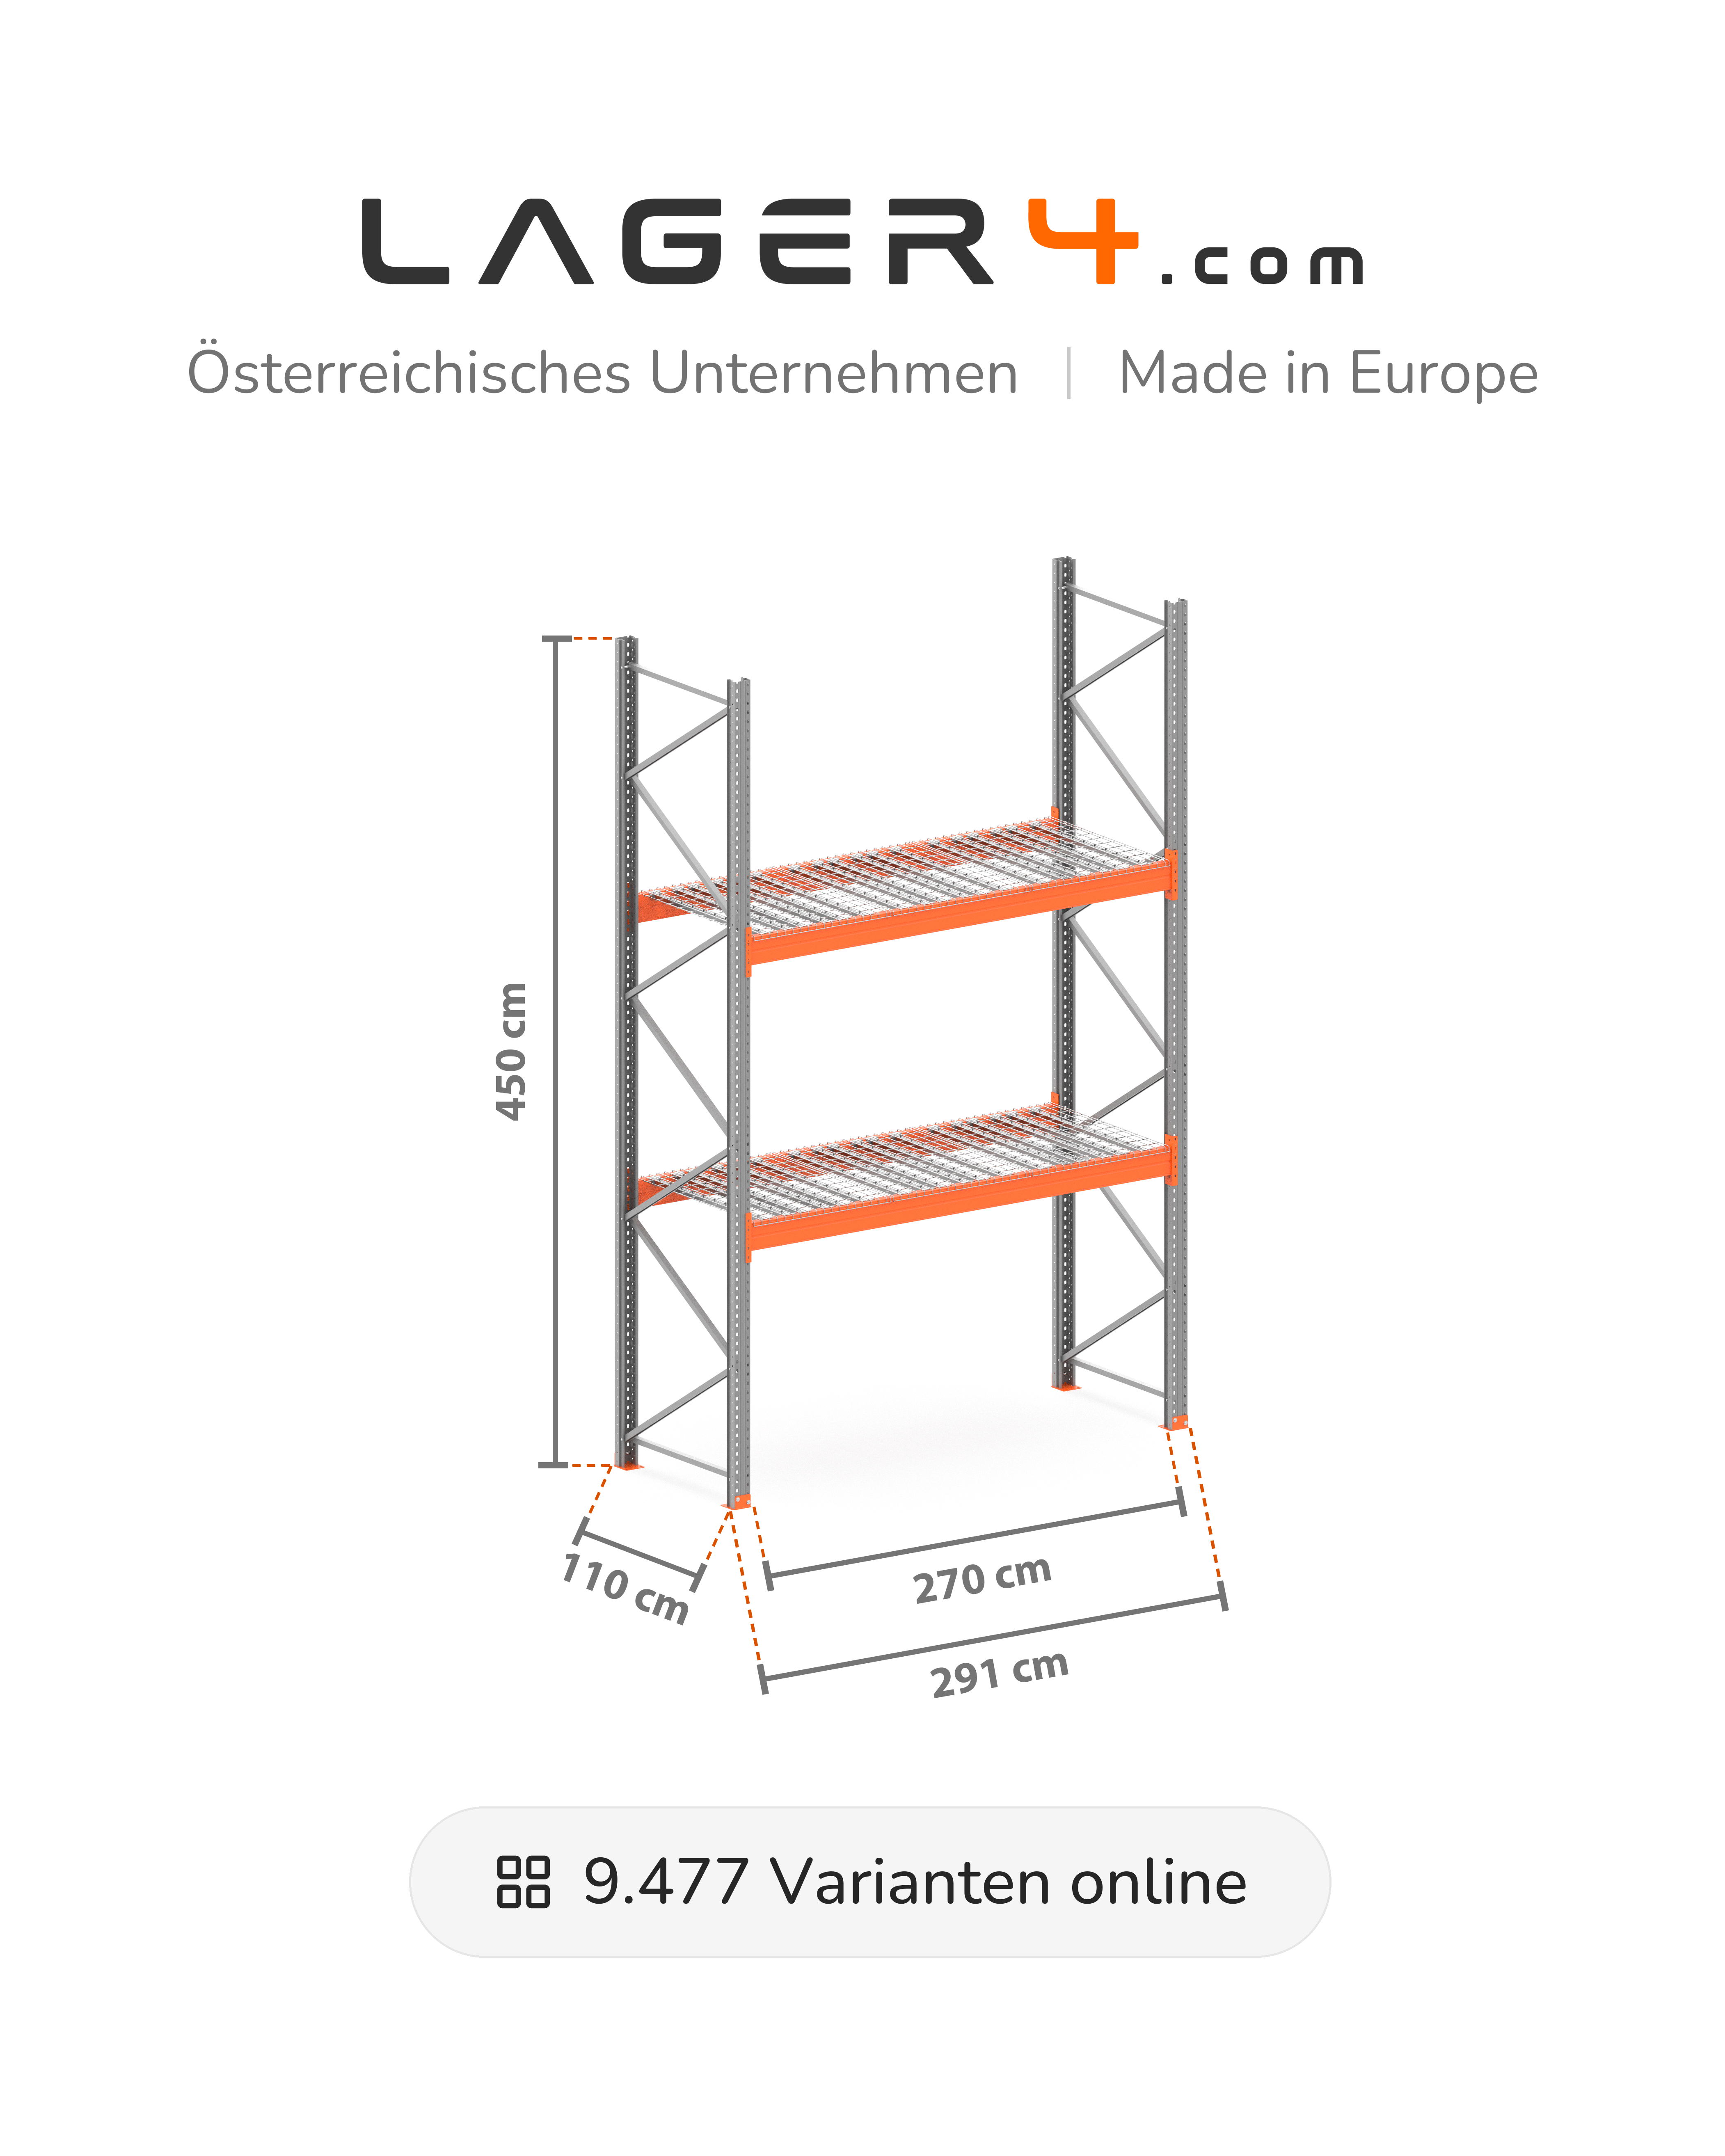 LAGER4.com
Österreichisches Unternehmen | Made in Europe
450 cm
110 cm
270 cm
291 cm
9.477 Varianten online